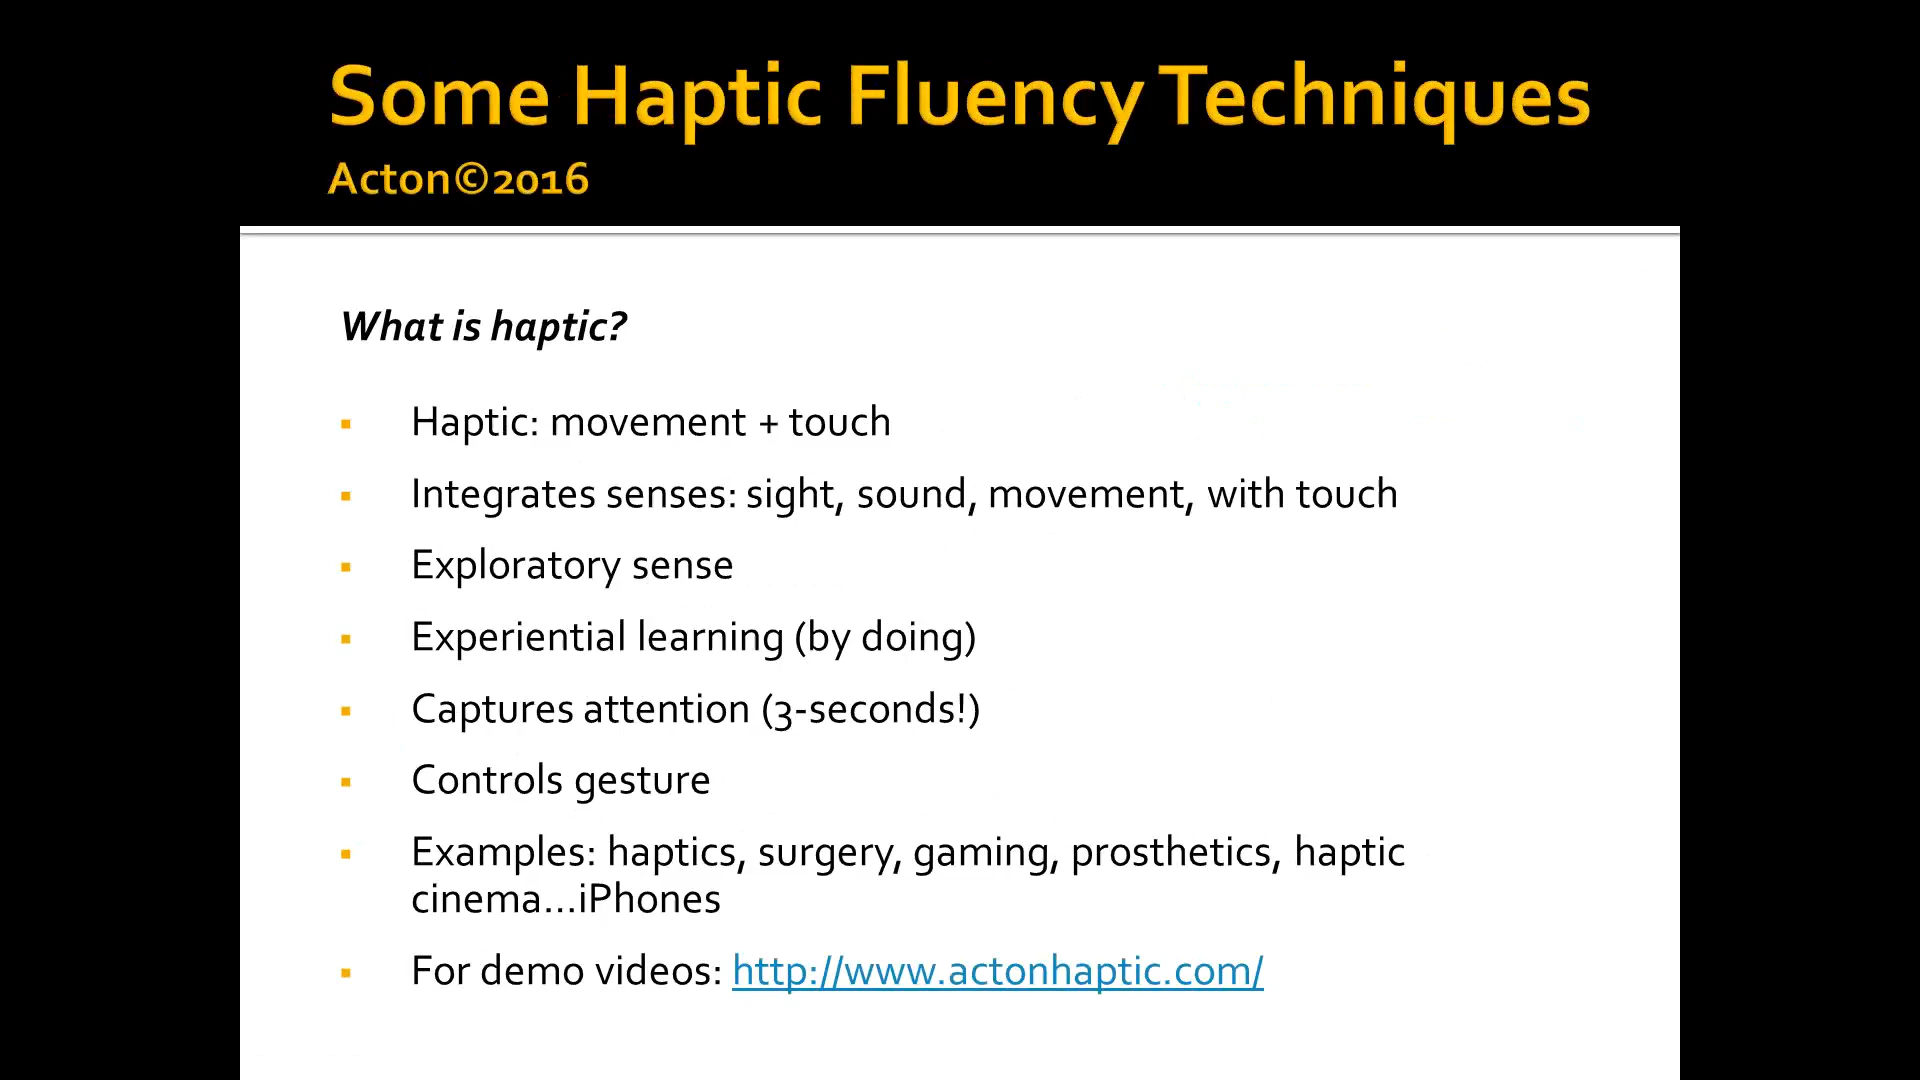 Some Haptic Fluency Techniques
Acton©2016
What is haptic?
▪ Haptic: movement + touch
▪ Integrates senses: sight, sound, movement, with touch
▪ Exploratory sense
▪ Experiential learning (by doing)
▪ Captures attention (3-seconds!)
▪ Controls gesture
▪ Examples: haptics, surgery, gaming, prosthetics, haptic
cinema…iPhones
▪ For demo videos: http://www.actonhaptic.com/